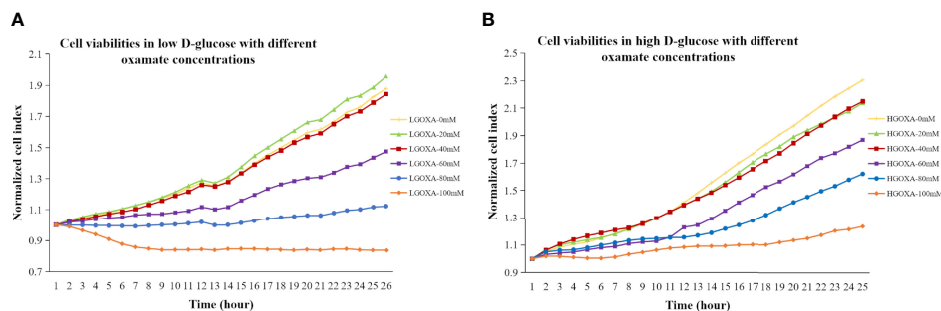 A
Cell viabilities in low D-glucose with different
oxamate concentrations
Normalized cell index
2.1
1.9
1.7
1.5
1.3
1.1
0.9
0.7
1 2 3 4 5 6 7 8 9 10 11 12 13 14 15 16 17 18 19 20 21 22 23 24 25 26
Time (hour)
LGOXA-0mM
LGOXA-20mM
LGOXA-40mM
LGOXA-60mM
LGOXA-80mM
LGOXA-100mM
B
Cell viabilities in high D-glucose with different
oxamate concentrations
Normalized cell index
2.5
2.3
2.1
1.9
1.7
1.5
1.3
1.1
0.9
1 2 3 4 5 6 7 8 9 10 11 12 13 14 15 16 17 18 19 20 21 22 23 24 25
Time (hour)
HGOXA-0mM
HGOXA-20mM
HGOXA-40mM
HGOXA-60mM
HGOXA-80mM
HGOXA-100mM